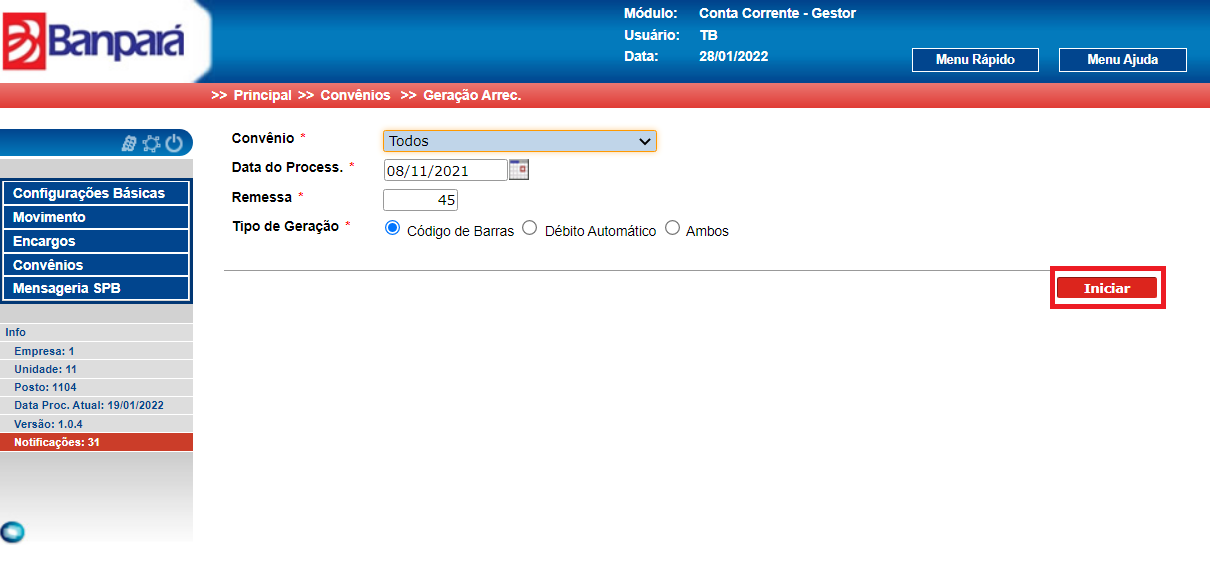 Banpará
Módulo: Conta Corrente - Gestor
Usuário: TB
Data: 28/01/2022
Menu Rápido
Menu Ajuda
>> Principal >> Convênios >> Geração Arrec.
Configurações Básicas
Movimento
Encargos
Convênios
Mensageria SPB
Info
Empresa: 1
Unidade: 11
Posto: 1104
Data Proc. Atual: 19/01/2022
Versão: 1.0.4
Notificações: 31
Convênio * Todos
Data do Process. * 08/11/2021
Remessa * 45
Tipo de Geração * Código de Barras Débito Automático Ambos
Iniciar